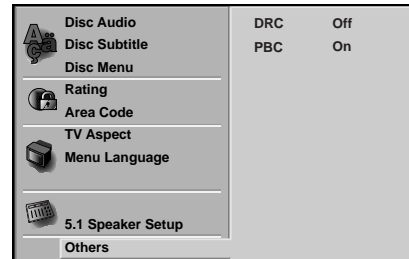 Disc Audio
Disc Subtitle
Disc Menu
Rating
Area Code
TV Aspect
Menu Language
5.1 Speaker Setup
Others
DRC Off
PBC On